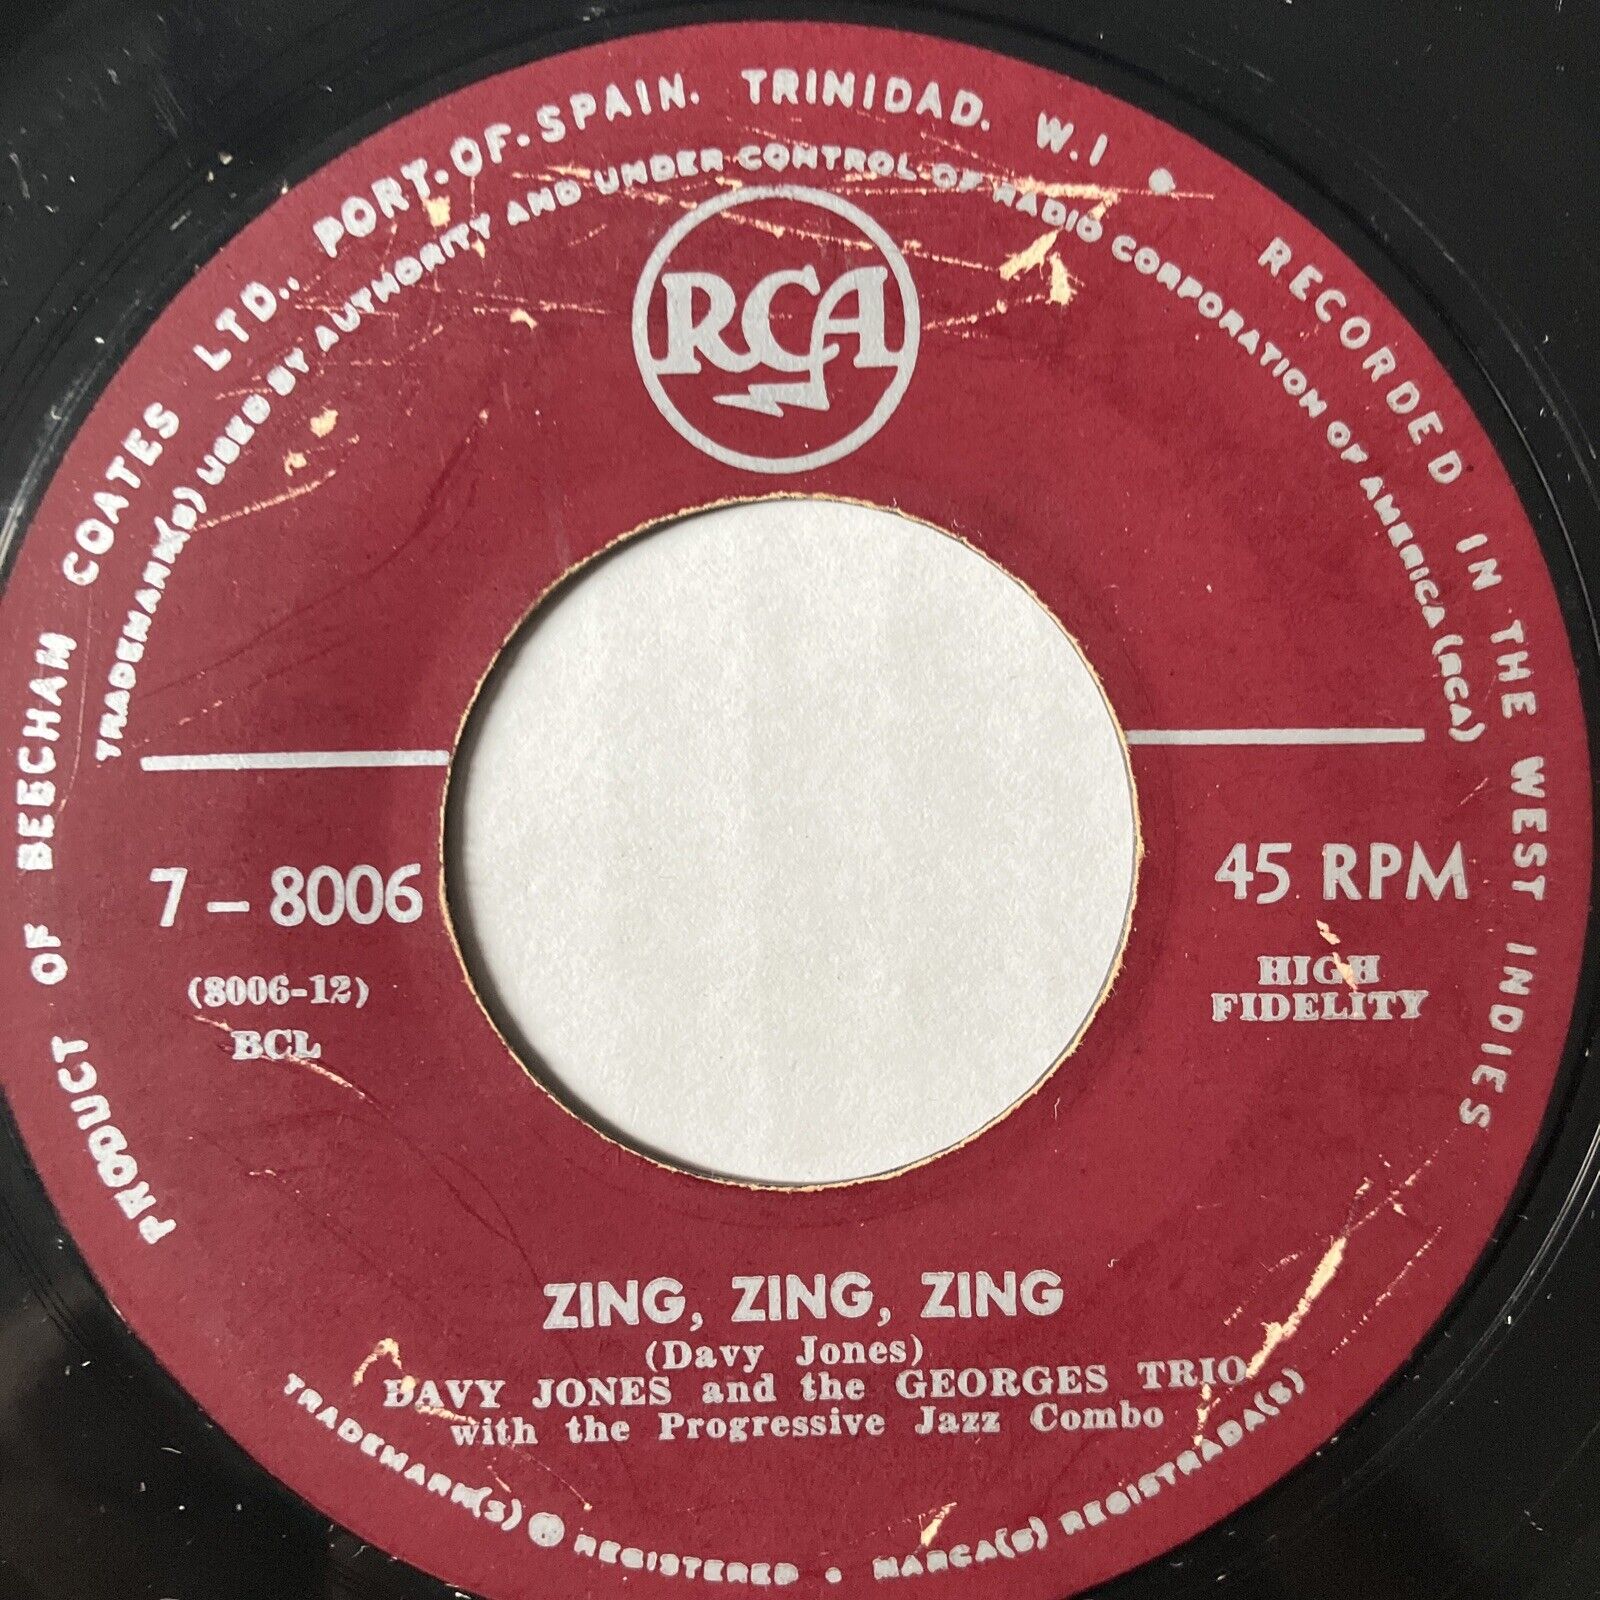 PRODUCT OF BEECHAM COATES LTD., PORT-OF-SPAIN. TRINIDAD. W.I • RECORDED IN THE WEST INDIES
TRADEMARK(S) USED BY AUTHORITY AND UNDER CONTROL OF RADIO CORPORATION OF AMERICA (RCA)
RCA
7 – 8006
(8006-12)
BCL
45 RPM
HIGH
FIDELITY
ZING, ZING, ZING
(Davy Jones)
DAVY JONES and the GEORGES TRIO
with the Progressive Jazz Combo
TRADEMARK(S) ® REGISTERED • MARCA(S) REGISTRADA(S)